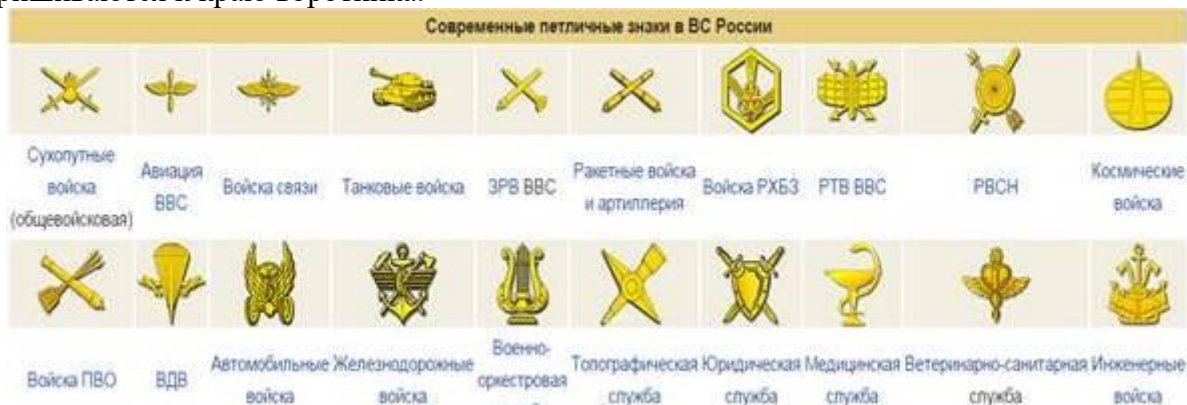 Современные петличные знаки в ВС России
Сухопутные войска (общевойсковая)
Авиация ВВС
Войска связи
Танковые войска
ЗРВ ВВС
Ракетные войска и артиллерия
Войска РХБЗ
РТВ ВВС
РВСН
Космические войска
Войска ПВО
ВДВ
Автомобильные войска
Железнодорожные войска
Военно-оркестровая
Топографическая служба
Юридическая служба
Медицинская служба
Ветеринарно-санитарная служба
Инженерные войска